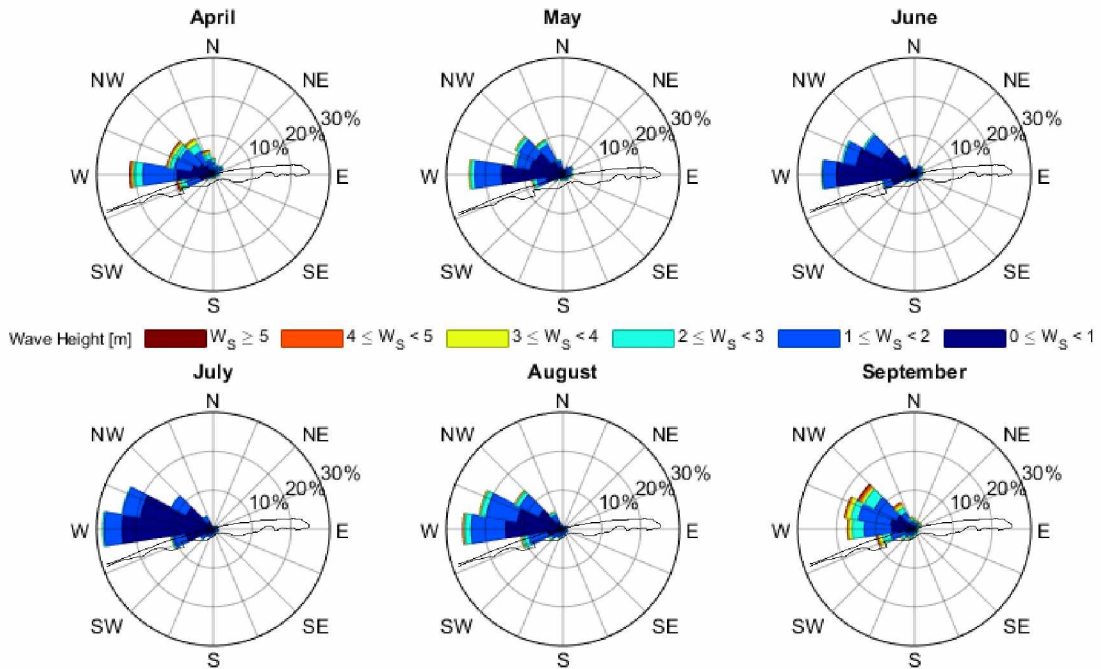 April May June
N N N
NW NE NW NE NW NE
10% 20% 30% 10% 20% 30% 10% 20% 30%
W E W E W E
SW SE SW SE SW SE
S S S
Wave Height [m] W_S ≥ 5 4 ≤ W_S < 5 3 ≤ W_S < 4 2 ≤ W_S < 3 1 ≤ W_S < 2 0 ≤ W_S < 1
July August September
N N N
NW NE NW NE NW NE
10% 20% 30% 10% 20% 30% 10% 20% 30%
W E W E W E
SW SE SW SE SW SE
S S S